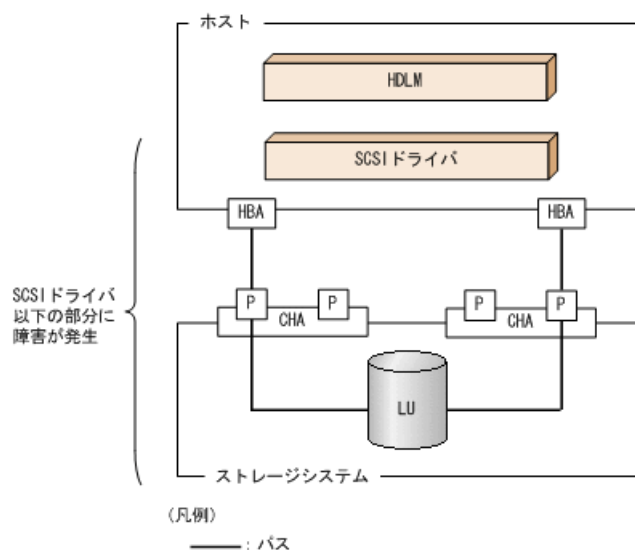 ホスト
HDLM
SCSIドライバ
HBA
HBA
SCSIドライバ
以下の部分に
障害が発生
P
P
P
P
CHA
CHA
LU
ストレージシステム
(凡例)
: パス